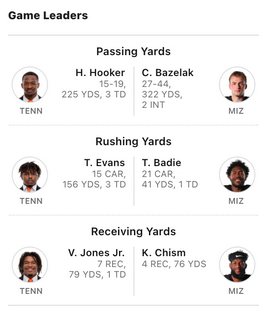 Game Leaders
Passing Yards
H. Hooker
15-19,
225 YDS, 3 TD
TENN
C. Bazelak
27-44,
322 YDS,
2 INT
MIZ
Rushing Yards
T. Evans
15 CAR,
156 YDS, 3 TD
TENN
T. Badie
21 CAR,
41 YDS, 1 TD
MIZ
Receiving Yards
V. Jones Jr.
7 REC,
79 YDS, 1 TD
TENN
K. Chism
4 REC, 76 YDS
MIZ